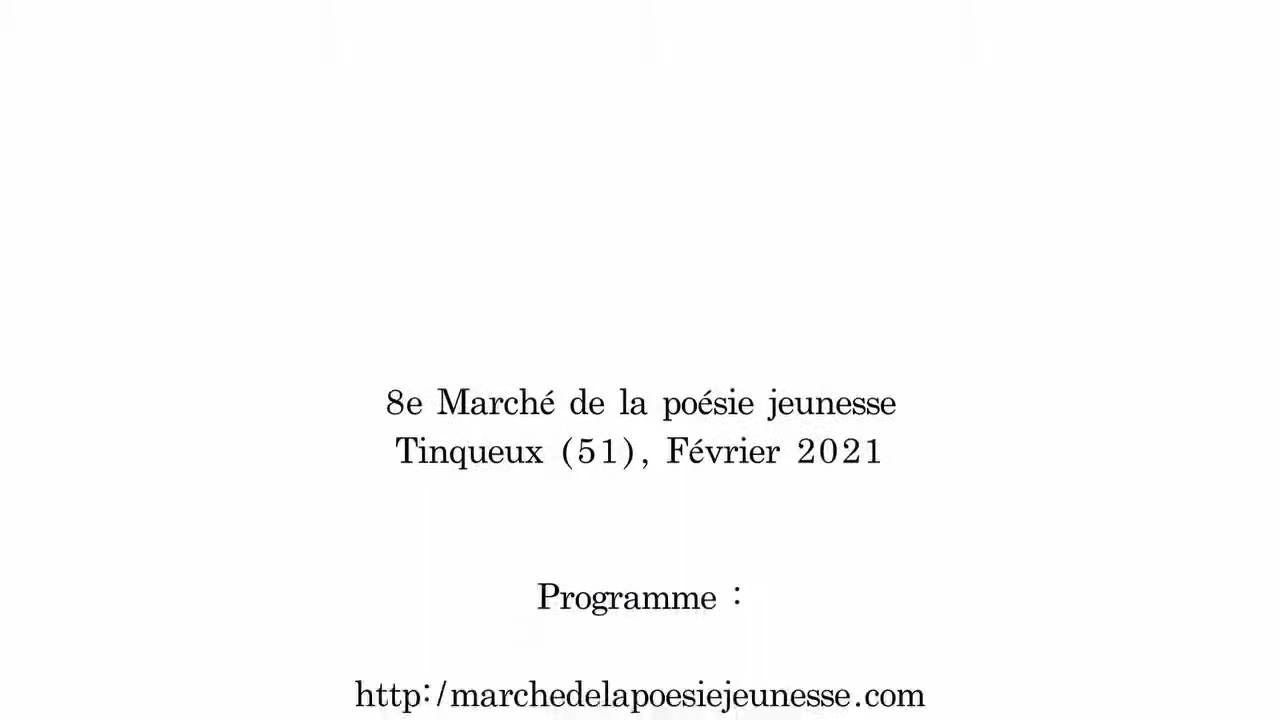 8e Marché de la poésie jeunesse
Tinqueux (51), Février 2021
Programme :
http:/marchedelapoesiejeunesse.com